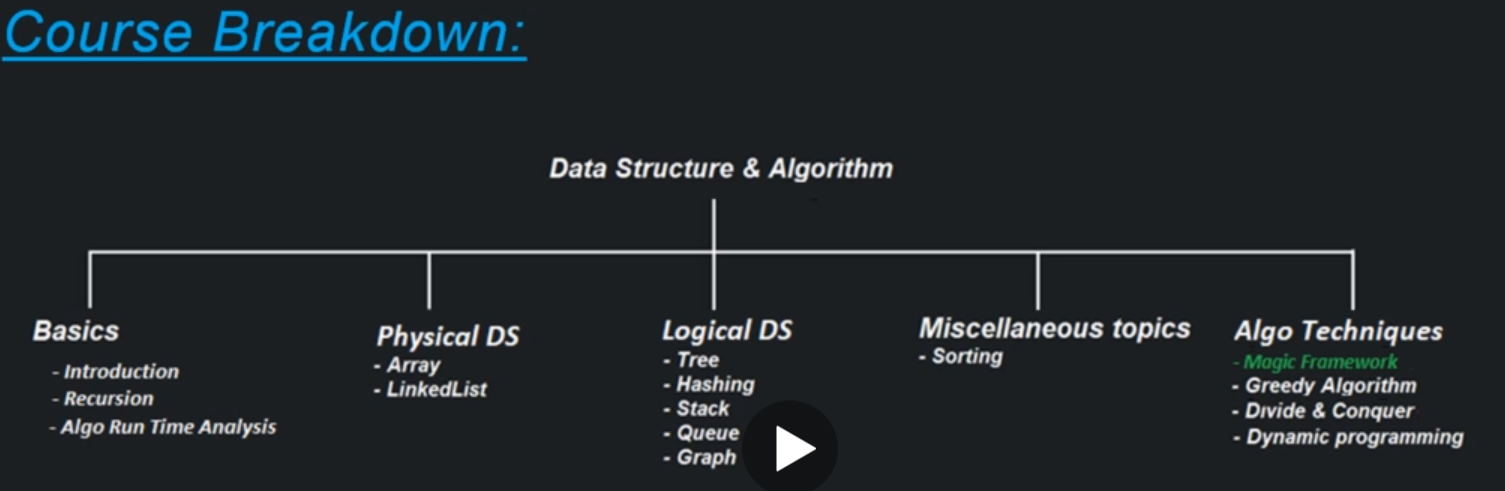 Course Breakdown:
Data Structure & Algorithm
Basics
- Introduction
- Recursion
- Algo Run Time Analysis
Physical DS
- Array
- LinkedList
Logical DS
- Tree
- Hashing
- Stack
- Queue
- Graph
Miscellaneous topics
- Sorting
Algo Techniques
- Magic Framework
- Greedy Algorithm
- Divide & Conquer
- Dynamic programming